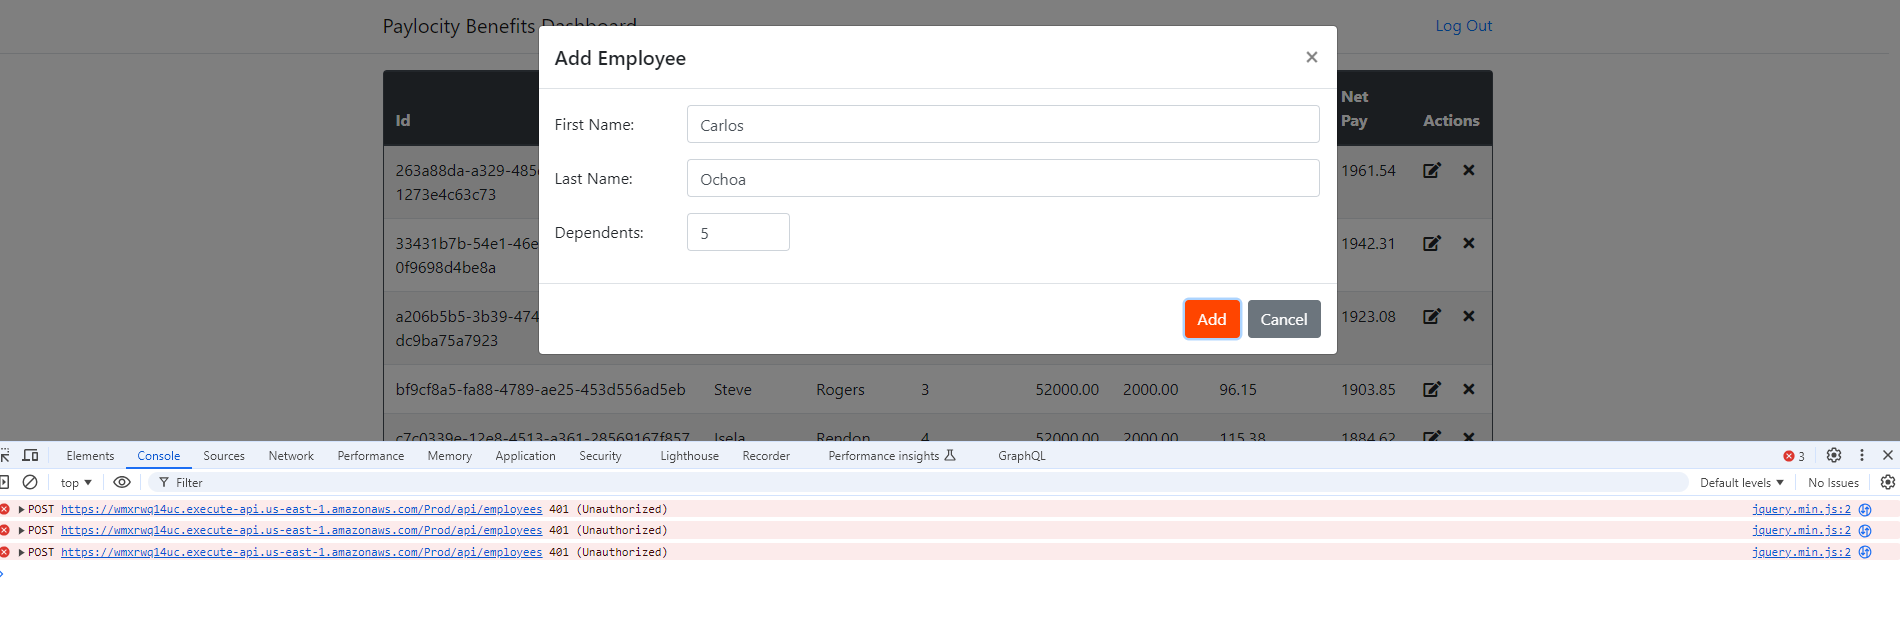 Paylocity Benefits Dashboard
Log Out
Add Employee
×
First Name:
Carlos
Last Name:
Ochoa
Dependents:
5
Add
Cancel
Id
Net
Pay
Actions
263a88da-a329-485
1273e4c63c73
1961.54
33431b7b-54e1-46e
0f9698d4be8a
1942.31
a206b5b5-3b39-474
dc9ba75a7923
1923.08
bf9cf8a5-fa88-4789-ae25-453d556ad5eb Steve Rogers 3 52000.00 2000.00 96.15 1903.85
c7c0339e-12e8-4513-a361-28569167f857 Isela Rendon 4 52000.00 2000.00 115.38 1884.62
Elements Console Sources Network Performance Memory Application Security Lighthouse Recorder Performance insights GraphQL 3
top Filter Default levels No Issues
POST https://wmxrwq14uc.execute-api.us-east-1.amazonaws.com/Prod/api/employees 401 (Unauthorized) jquery.min.js:2
POST https://wmxrwq14uc.execute-api.us-east-1.amazonaws.com/Prod/api/employees 401 (Unauthorized) jquery.min.js:2
POST https://wmxrwq14uc.execute-api.us-east-1.amazonaws.com/Prod/api/employees 401 (Unauthorized) jquery.min.js:2